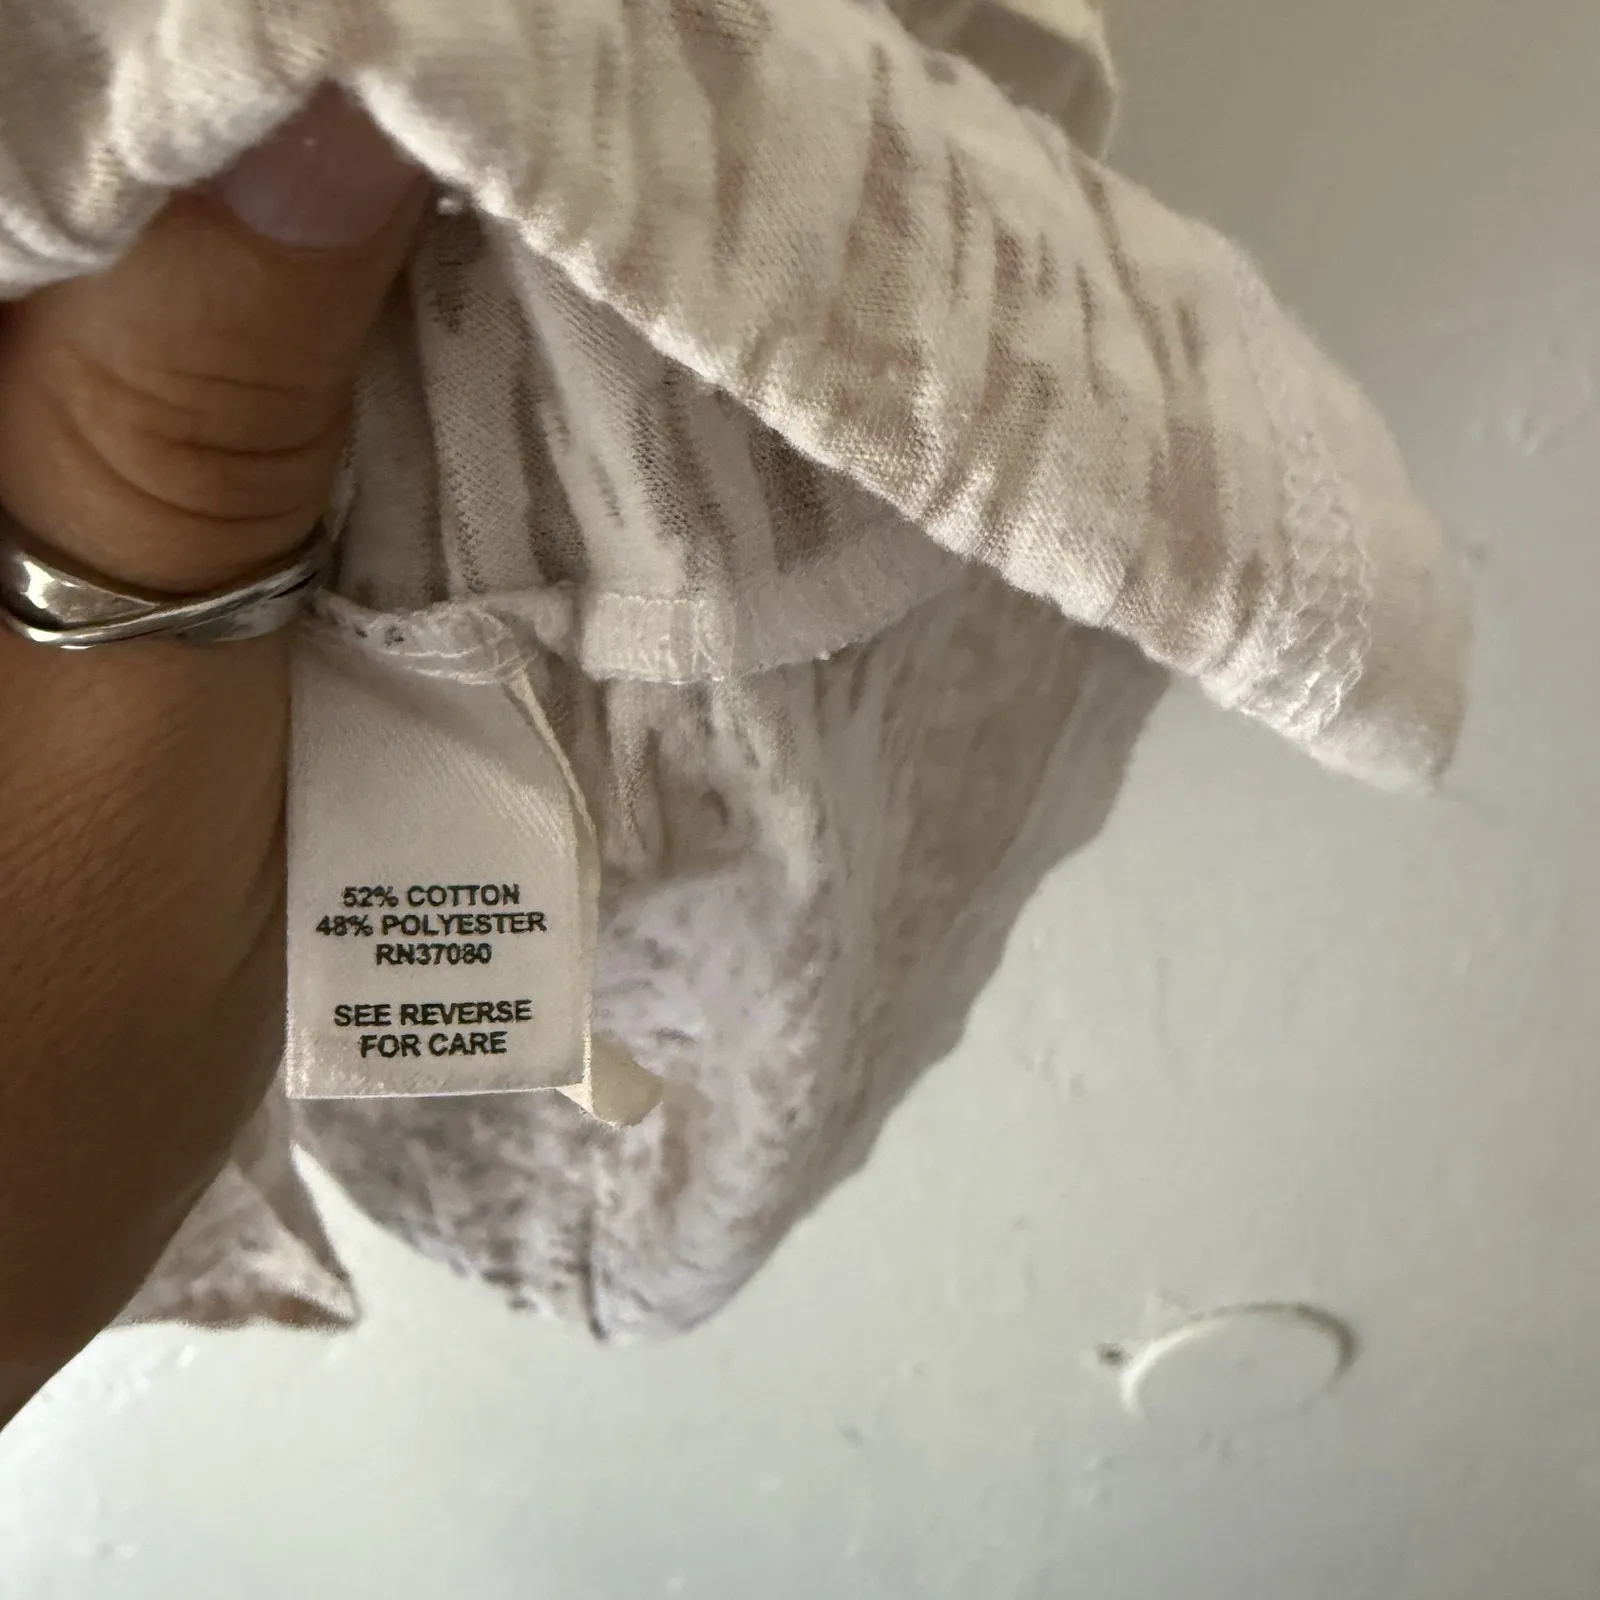 52% COTTON
48% POLYESTER
RN37080
SEE REVERSE
FOR CARE